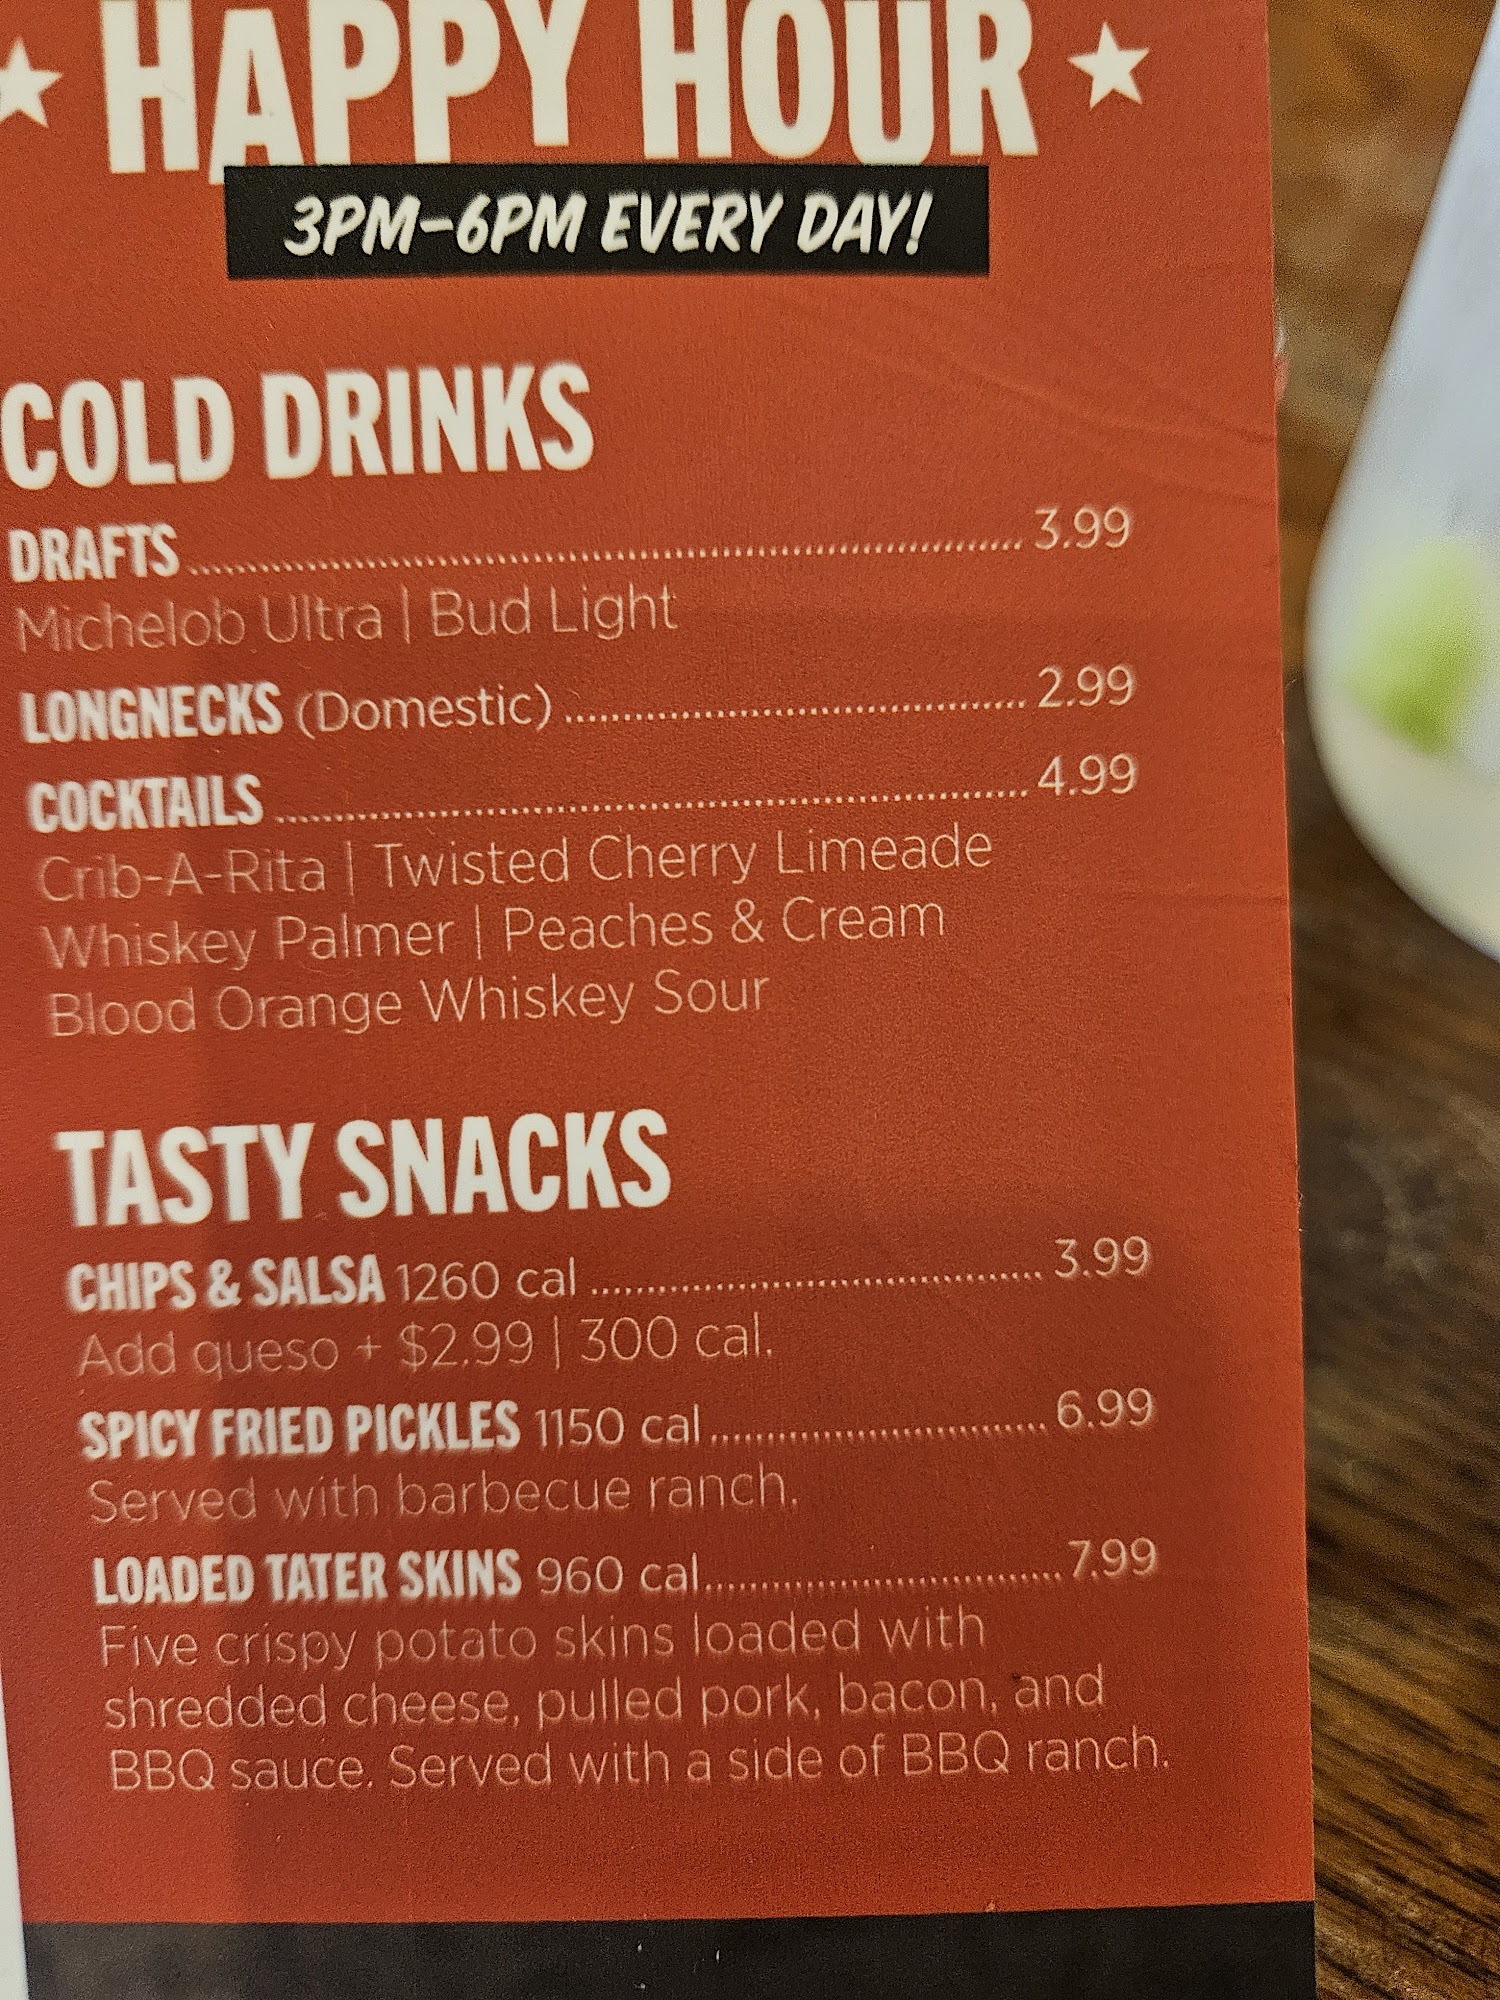 ★ HAPPY HOUR ★
3PM-6PM EVERY DAY!
COLD DRINKS
DRAFTS ........ 3.99
Michelob Ultra | Bud Light
LONGNECKS (Domestic) ........ 2.99
COCKTAILS ........ 4.99
Crib-A-Rita | Twisted Cherry Limeade
Whiskey Palmer | Peaches & Cream
Blood Orange Whiskey Sour
TASTY SNACKS
CHIPS & SALSA 1260 cal ........ 3.99
Add queso + $2.99 | 300 cal.
SPICY FRIED PICKLES 1150 cal ........ 6.99
Served with barbecue ranch.
LOADED TATER SKINS 960 cal ........ 7.99
Five crispy potato skins loaded with
shredded cheese, pulled pork, bacon, and
BBQ sauce. Served with a side of BBQ ranch.